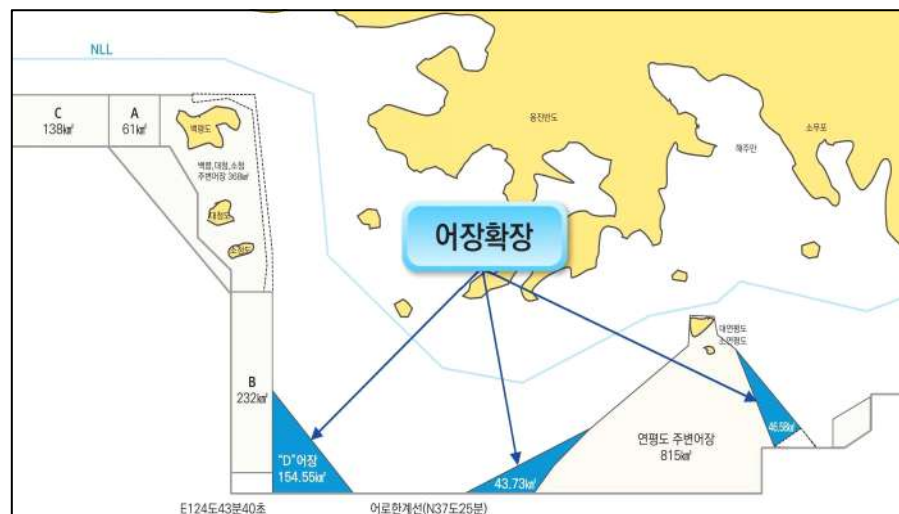 NLL
C
138㎢
A
61㎢
백령도
백령, 대청, 소청
주변어장 368㎢
대청도
소청도
옹진반도
해주만
소무포
어장확장
대연평도
소연평도
B
232㎢
"D"어장
154.55㎢
43.73㎢
연평도 주변어장
815㎢
46.58㎢
E124도43분40초
어로한계선(N37도25분)